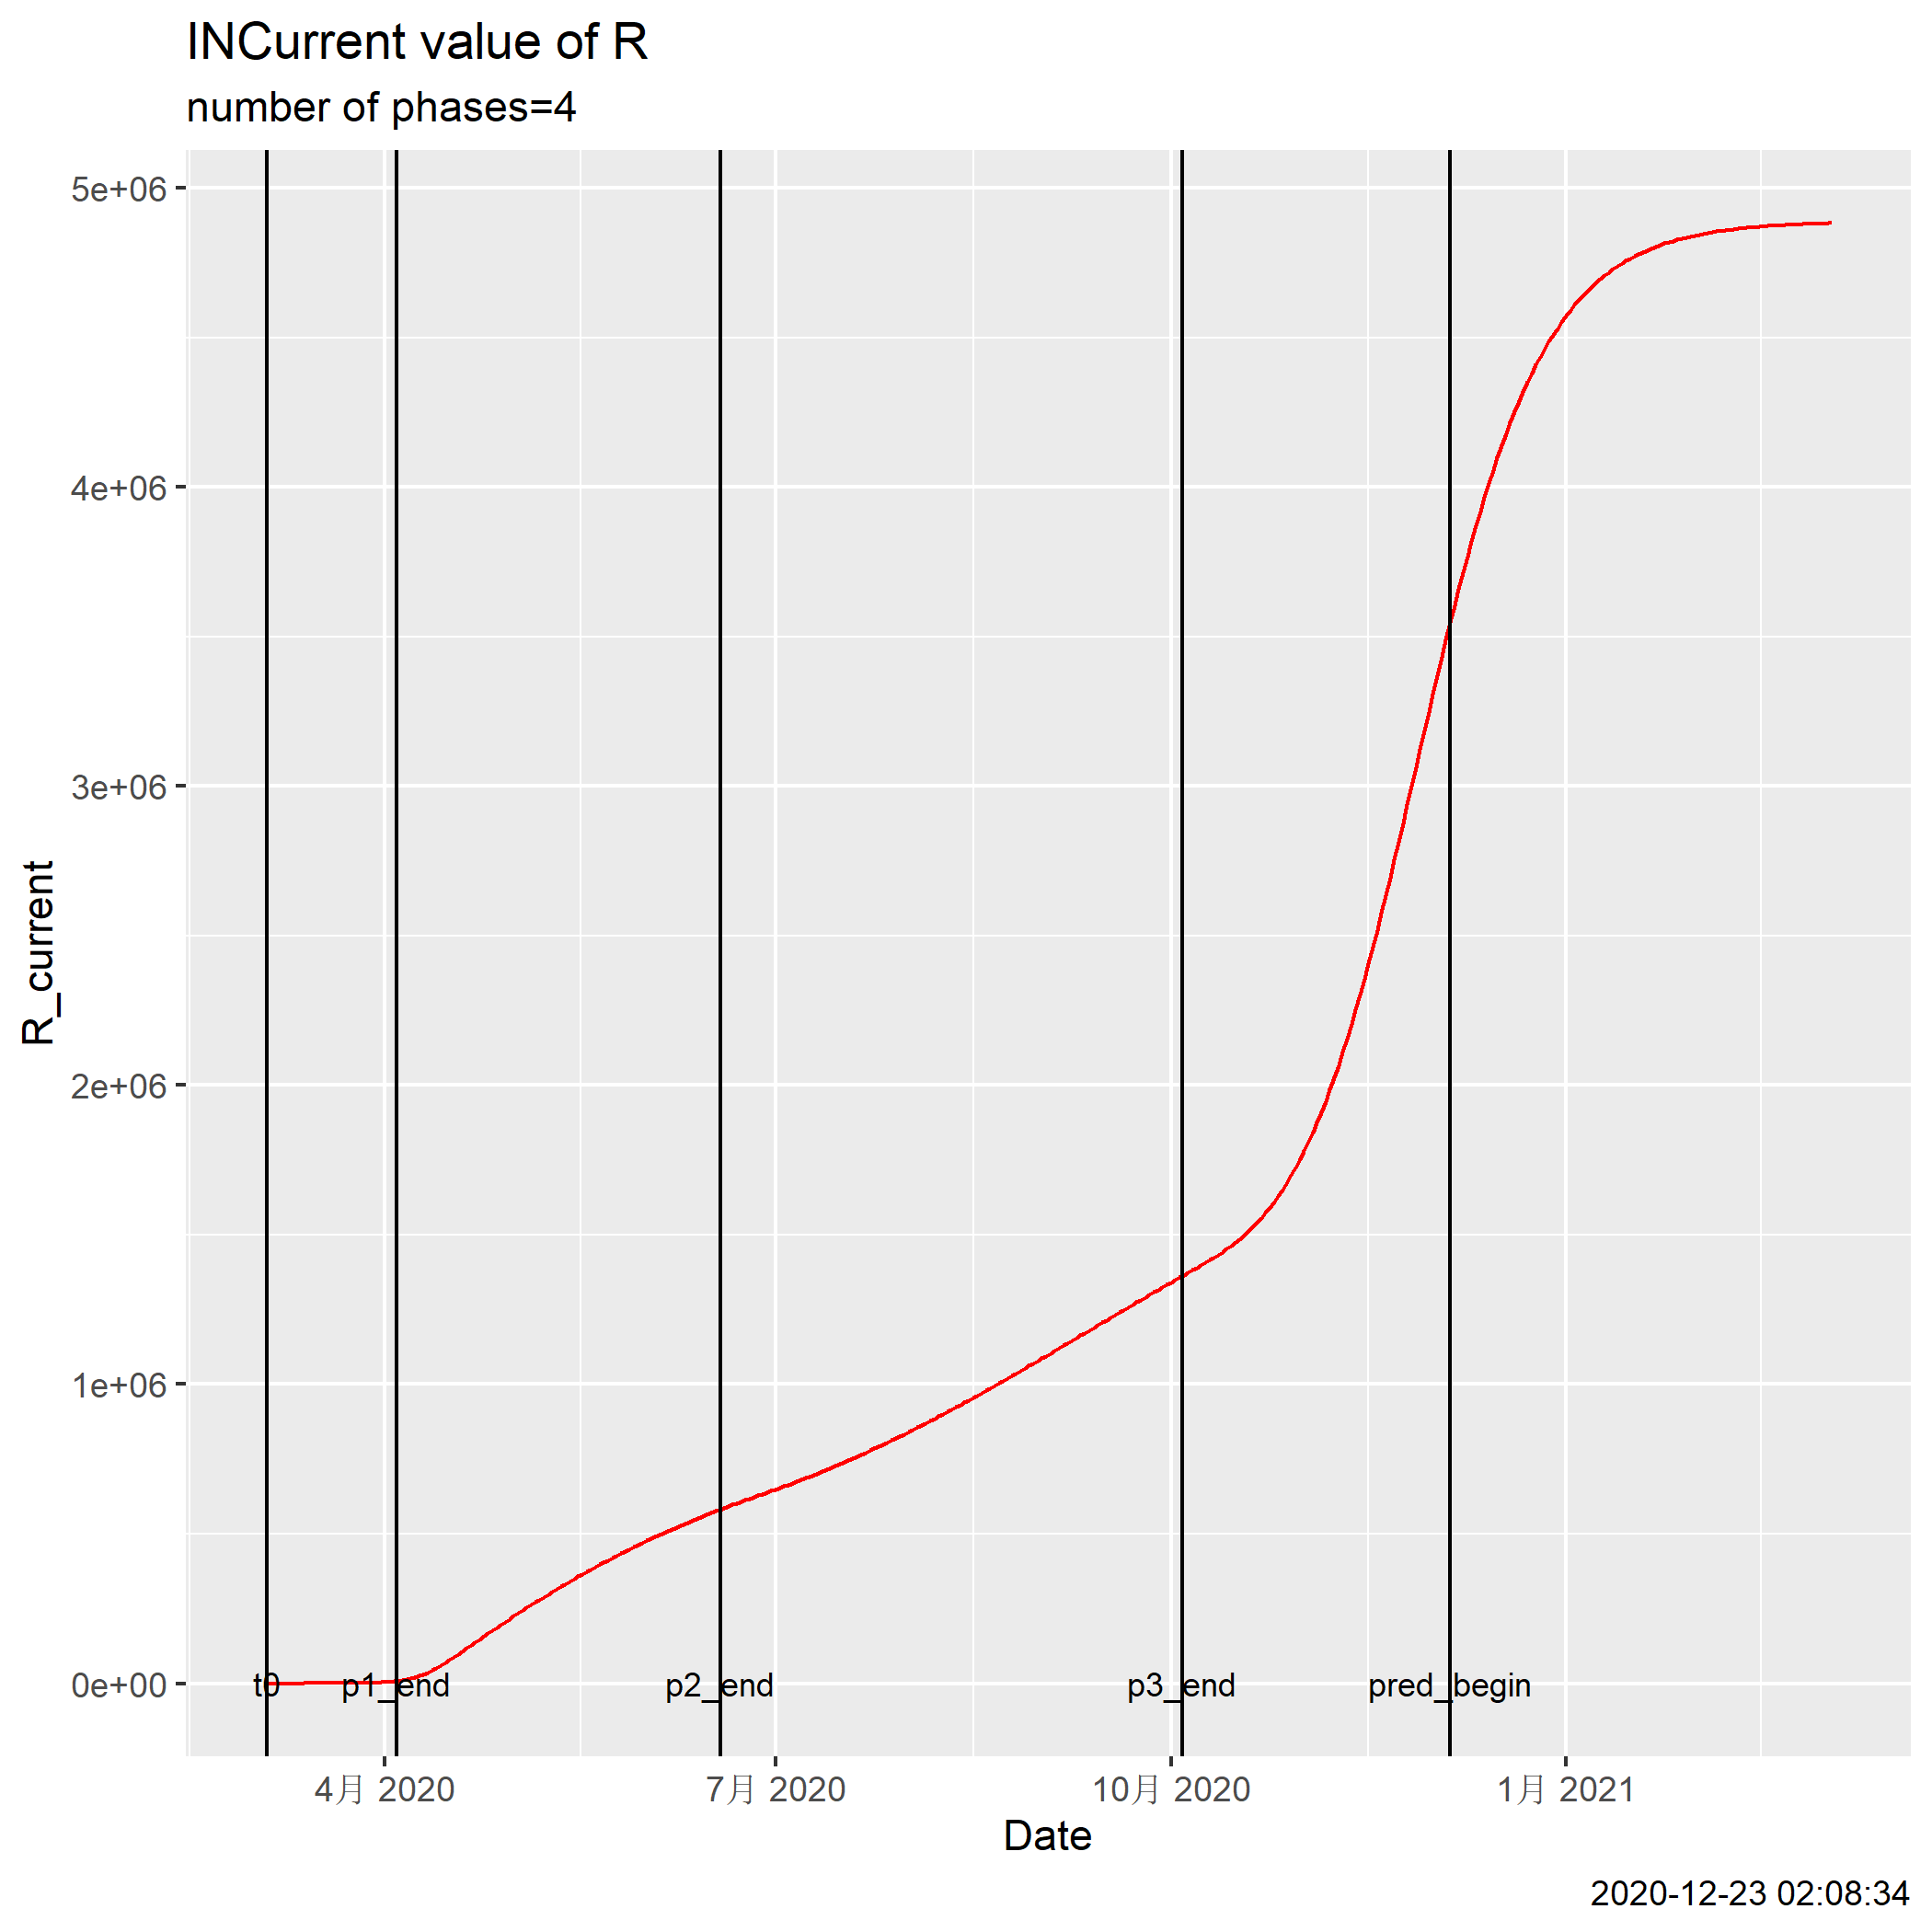 INCurrent value of R
number of phases=4
5e+06
4e+06
3e+06
2e+06
1e+06
0e+00
R_current
t0
p1_end
p2_end
p3_end
pred_begin
4月 2020
7月 2020
10月 2020
1月 2021
Date
2020-12-23 02:08:34